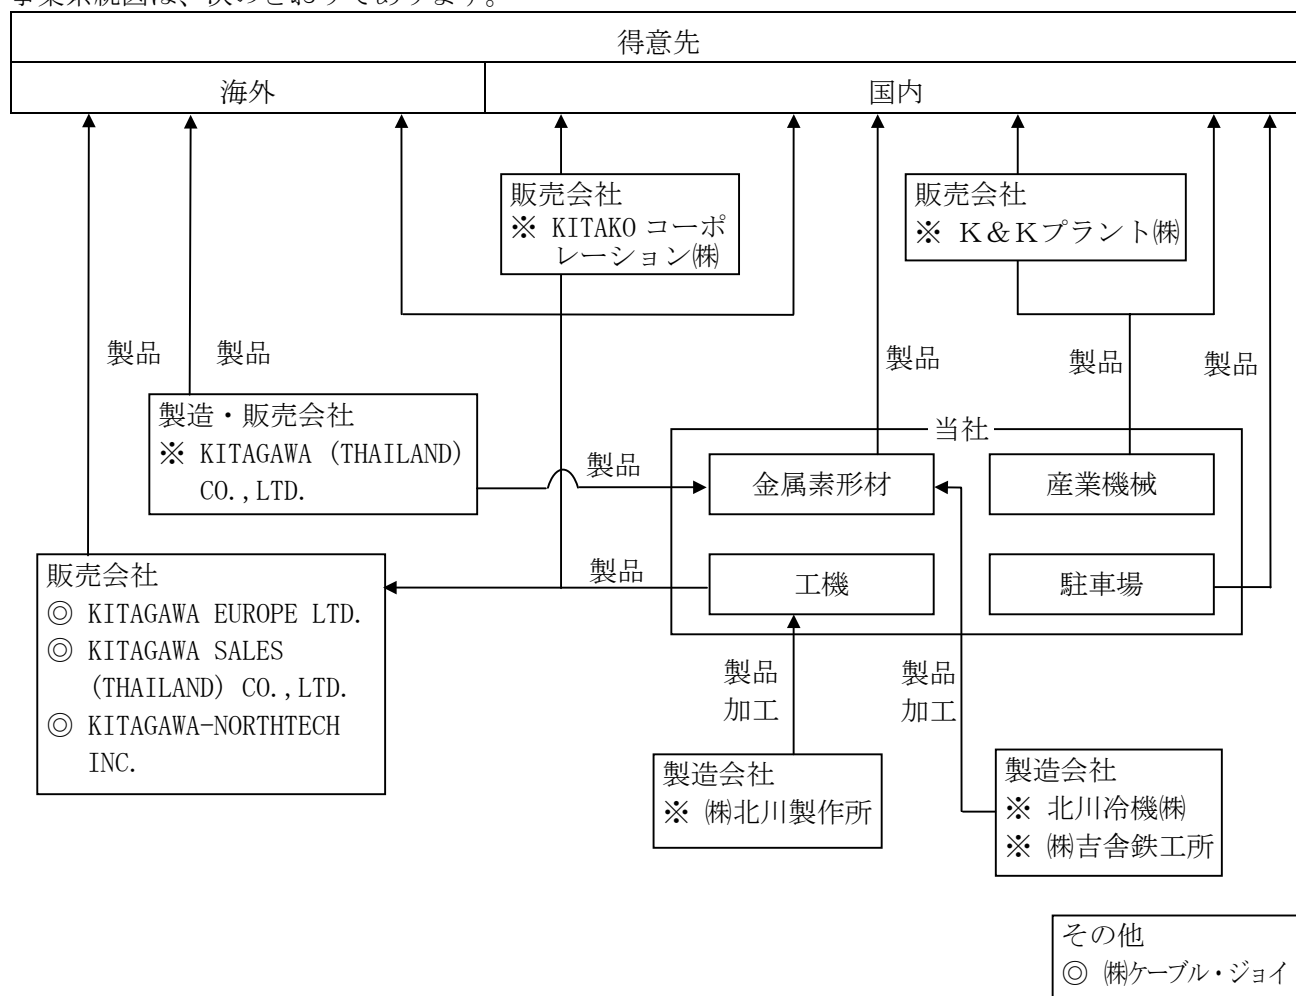 事業系統図は、次のとおりであります。
得意先
海外
国内
販売会社
※ KITAKO コーポ
レーション㈱
販売会社
※ K&Kプラント㈱
製品
製品
製品
製品
製品
製造・販売会社
※ KITAGAWA (THAILAND)
CO.,LTD.
当社
製品
金属素形材
産業機械
販売会社
◎ KITAGAWA EUROPE LTD.
◎ KITAGAWA SALES
(THAILAND) CO.,LTD.
◎ KITAGAWA-NORTHTECH
INC.
製品
工機
駐車場
製品
加工
製品
加工
製造会社
※ ㈱北川製作所
製造会社
※ 北川冷機㈱
※ ㈱吉舎鉄工所
その他
◎ ㈱ケーブル・ジョイ